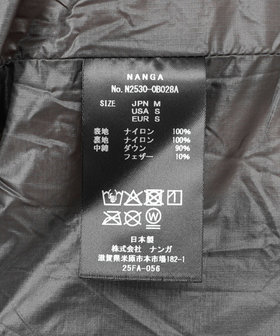 NANGA
No.N2530-0B028A
SIZE JPN M
USA S
EUR S
表地 ナイロン 100%
裏地 ナイロン 100%
中綿 ダウン 90%
フェザー 10%
日本製
株式会社 ナンガ
滋賀県米原市本市場182-1
25FA-056